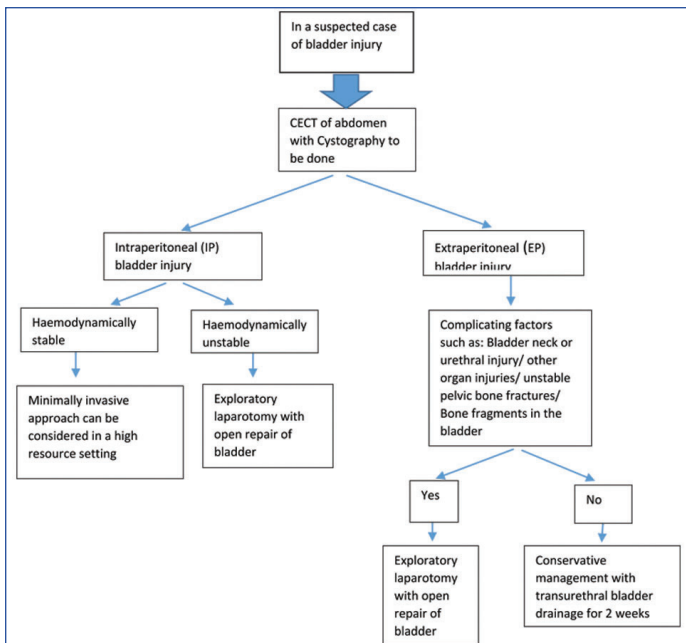 In a suspected case
of bladder injury
CECT of abdomen
with Cystography to
be done
Intraperitoneal (IP)
bladder injury
Extraperitoneal (EP)
bladder injury
Haemodynamically
stable
Haemodynamically
unstable
Complicating factors
such as: Bladder neck or
urethral injury/ other
organ injuries/ unstable
pelvic bone fractures/
Bone fragments in the
bladder
Minimally invasive
approach can be
considered in a high
resource setting
Exploratory
laparotomy with
open repair of
bladder
Yes
No
Exploratory
laparotomy
with open
repair of
bladder
Conservative
management with
transurethral bladder
drainage for 2 weeks